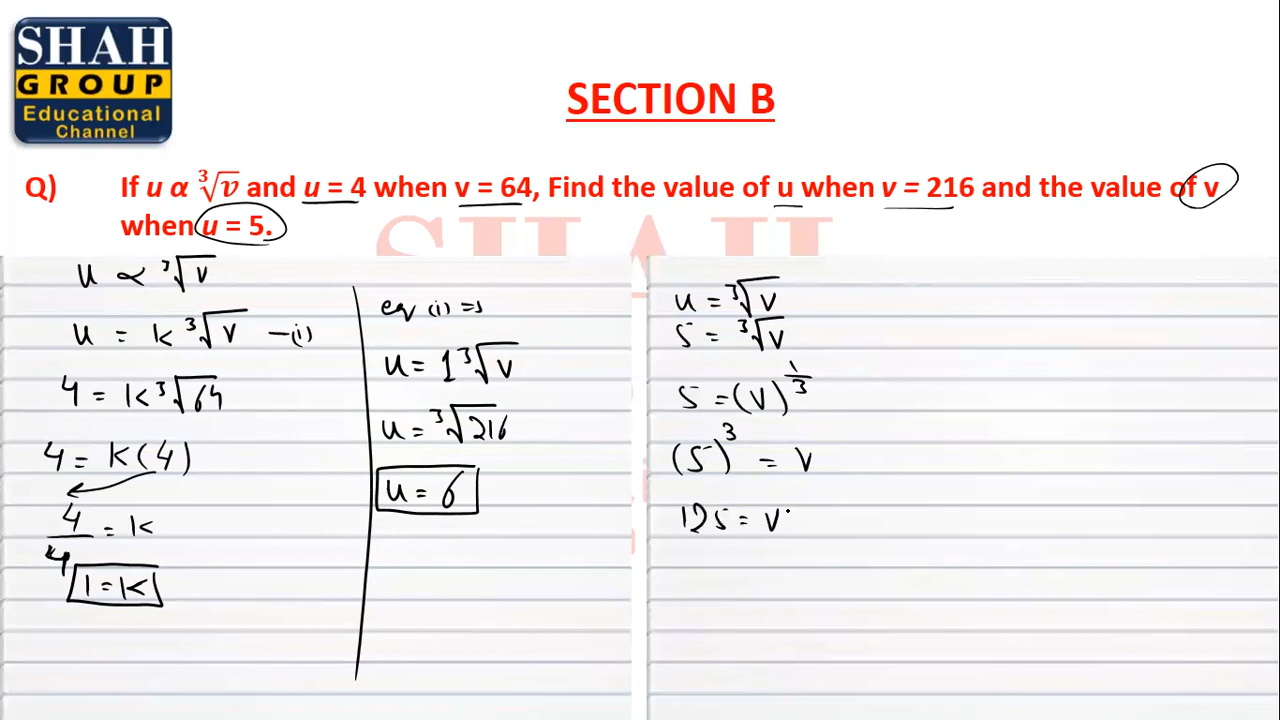 SHAH
GROUP
Educational
Channel
SECTION B
Q) If u α ∛v and u = 4 when v = 64, Find the value of u when v = 216 and the value of v
when u = 5.
SHAH
u ∝ ∛v
u = k ∛v —(i)
4 = k ∛64
4 = k(4)
4/4 = k
1 = k
eq (i) =>
u = 1 ∛v
u = ∛216
u = 6
u = ∛v
5 = ∛v
5 = (v)^1/3
(5)^3 = v
125 = v